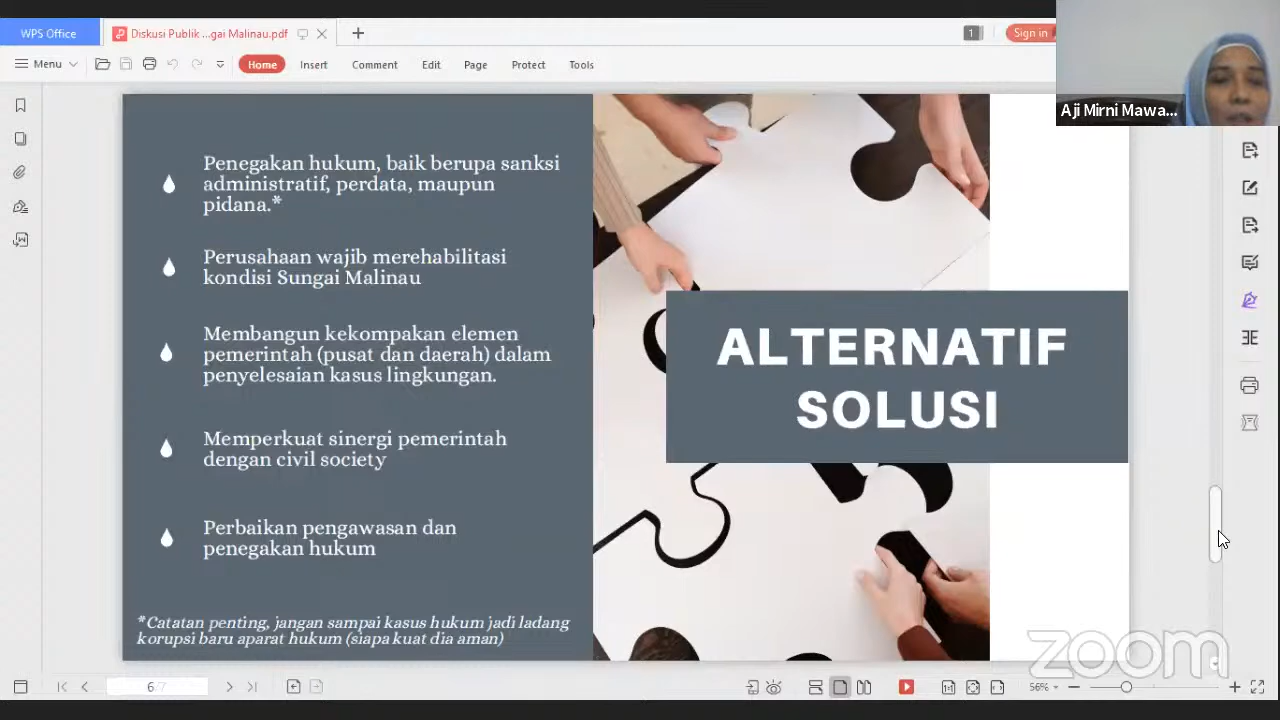 WPS Office
Diskusi Publik ...gai Malinau.pdf
1
Sign in
Menu
Home
Insert
Comment
Edit
Page
Protect
Tools
Aji Mirni Mawa...
Penegakan hukum, baik berupa sanksi
administratif, perdata, maupun
pidana.*
Perusahaan wajib merehabilitasi
kondisi Sungai Malinau
Membangun kekompakan elemen
pemerintah (pusat dan daerah) dalam
penyelesaian kasus lingkungan.
Memperkuat sinergi pemerintah
dengan civil society
Perbaikan pengawasan dan
penegakan hukum
*Catatan penting, jangan sampai kasus hukum jadi ladang
korupsi baru aparat hukum (siapa kuat dia aman)
ALTERNATIF
SOLUSI
zoom
6/7
56%